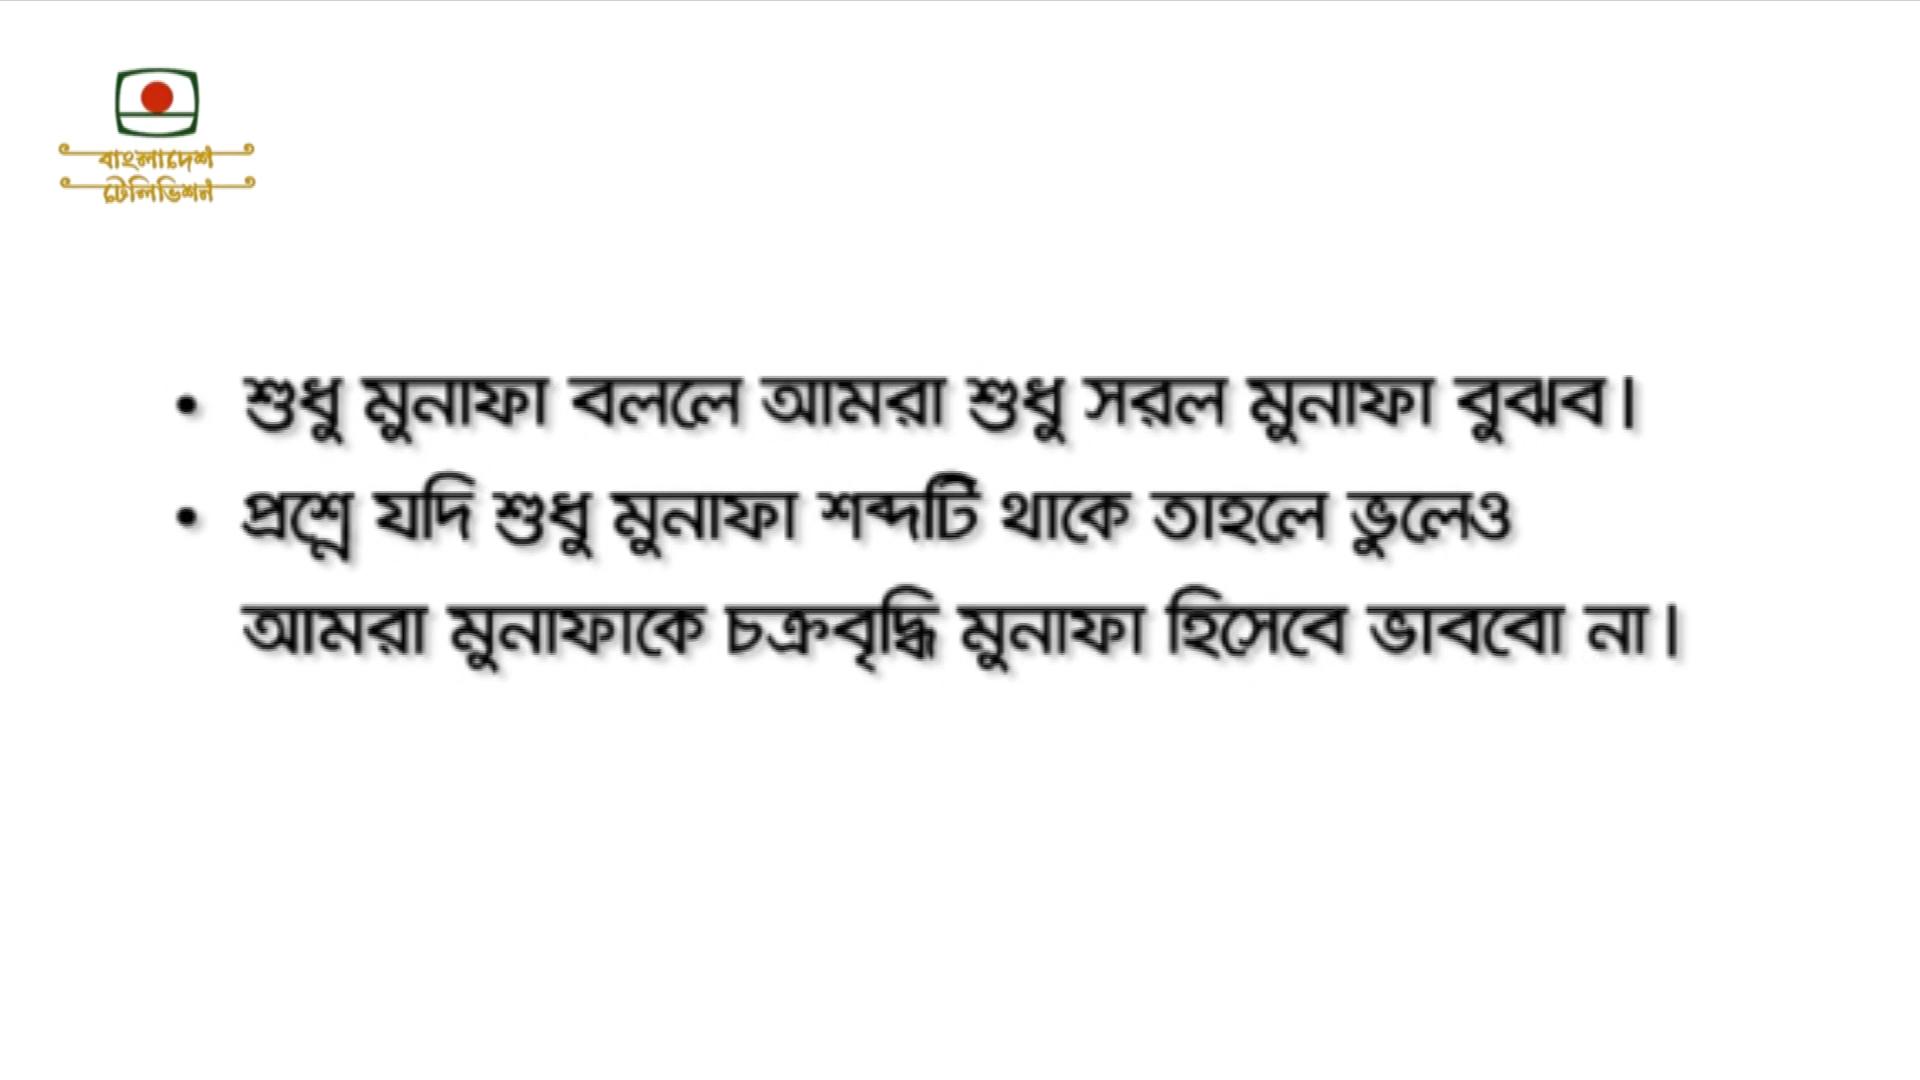 বাংলাদেশ
টেলিভিশন
• শুধু মুনাফা বললে আমরা শুধু সরল মুনাফা বুঝব।
• প্রশ্নে যদি শুধু মুনাফা শব্দটি থাকে তাহলে ভুলেও
আমরা মুনাফাকে চক্রবৃদ্ধি মুনাফা হিসেবে ভাববো না।